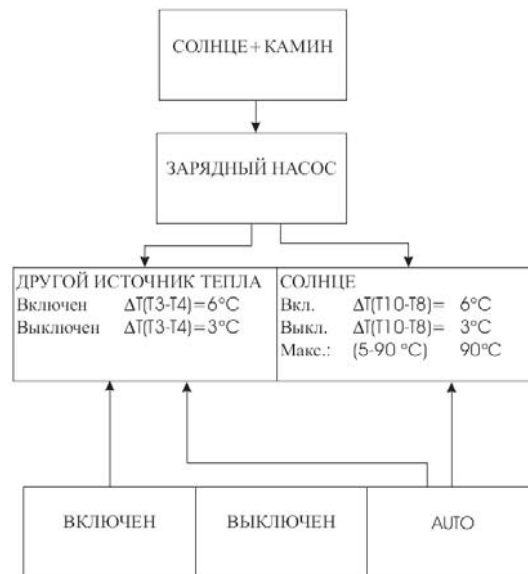 СОЛНЦЕ+КАМИН
ЗАРЯДНЫЙ НАСОС
ДРУГОЙ ИСТОЧНИК ТЕПЛА
Включен ΔT(T3-T4)=6°C
Выключен ΔT(T3-T4)=3°C
СОЛНЦЕ
Вкл. ΔT(T10-T8)= 6°C
Выкл. ΔT(T10-T8)= 3°C
Макс.: (5-90 °C) 90°C
ВКЛЮЧЕН
ВЫКЛЮЧЕН
AUTO